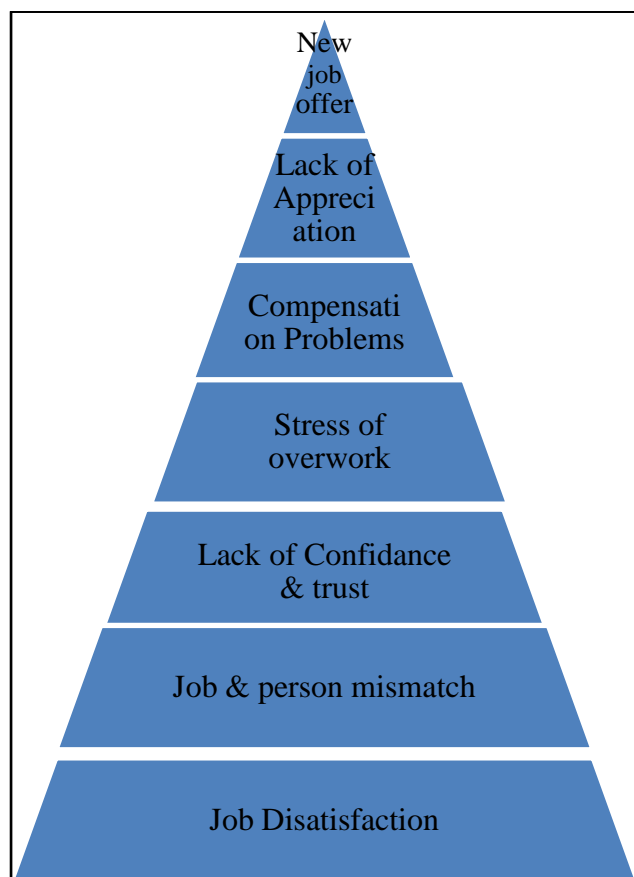 New
job
offer
Lack of
Appreci
ation
Compensati
on Problems
Stress of
overwork
Lack of Confidance
& trust
Job & person mismatch
Job Disatisfaction